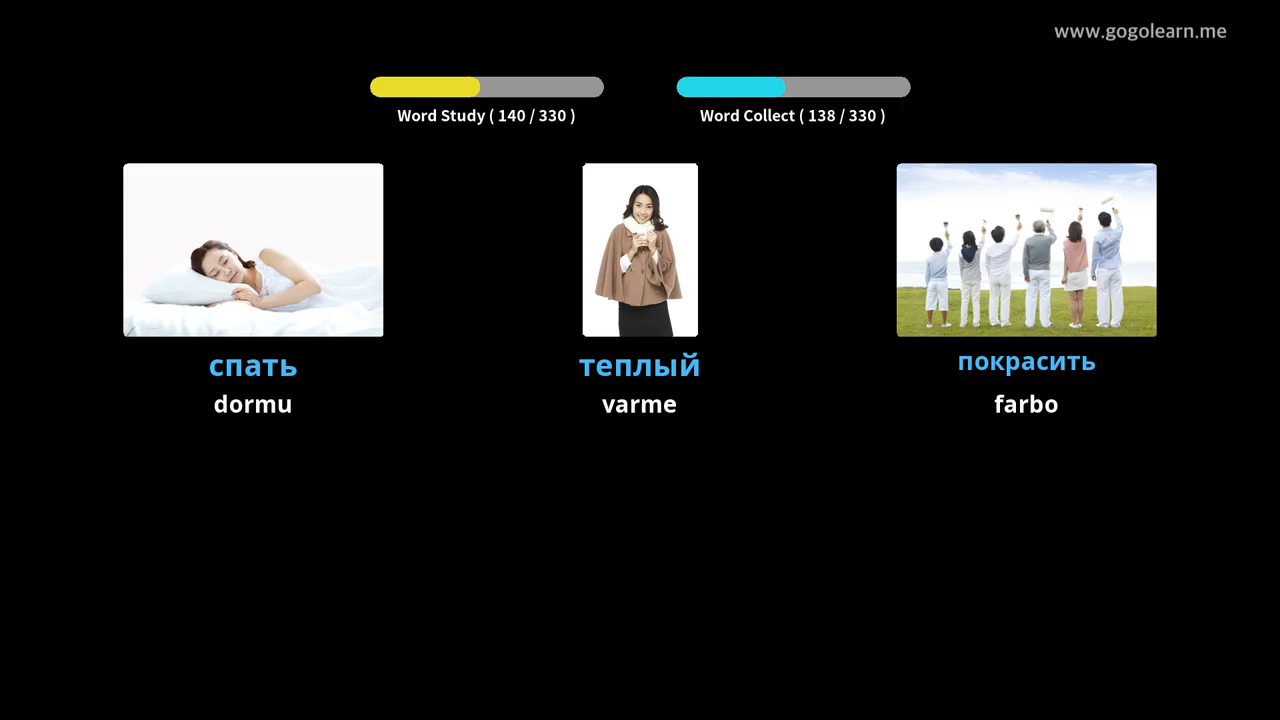 www.gogolearn.me
Word Study ( 140 / 330 )
Word Collect ( 138 / 330 )
спать
теплый
покрасить
dormu
varme
farbo